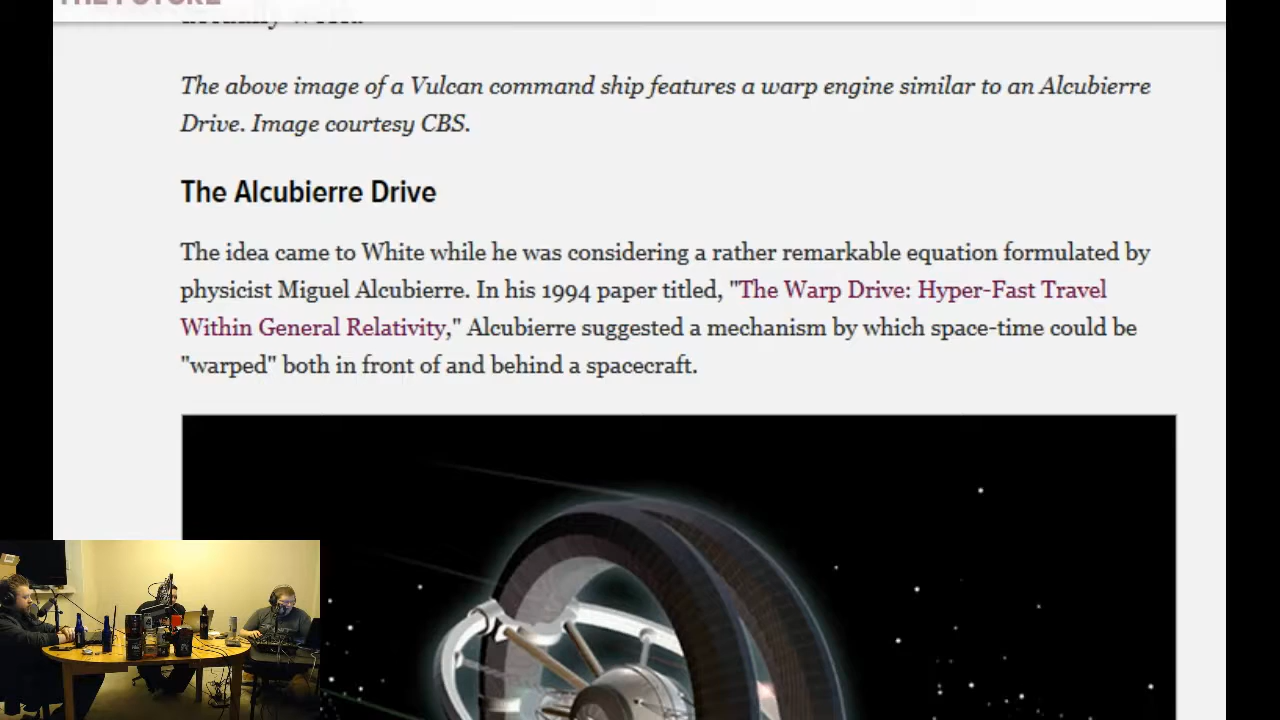 THE FUTURE
The above image of a Vulcan command ship features a warp engine similar to an Alcubierre
Drive. Image courtesy CBS.
The Alcubierre Drive
The idea came to White while he was considering a rather remarkable equation formulated by
physicist Miguel Alcubierre. In his 1994 paper titled, "The Warp Drive: Hyper-Fast Travel
Within General Relativity," Alcubierre suggested a mechanism by which space-time could be
"warped" both in front of and behind a spacecraft.